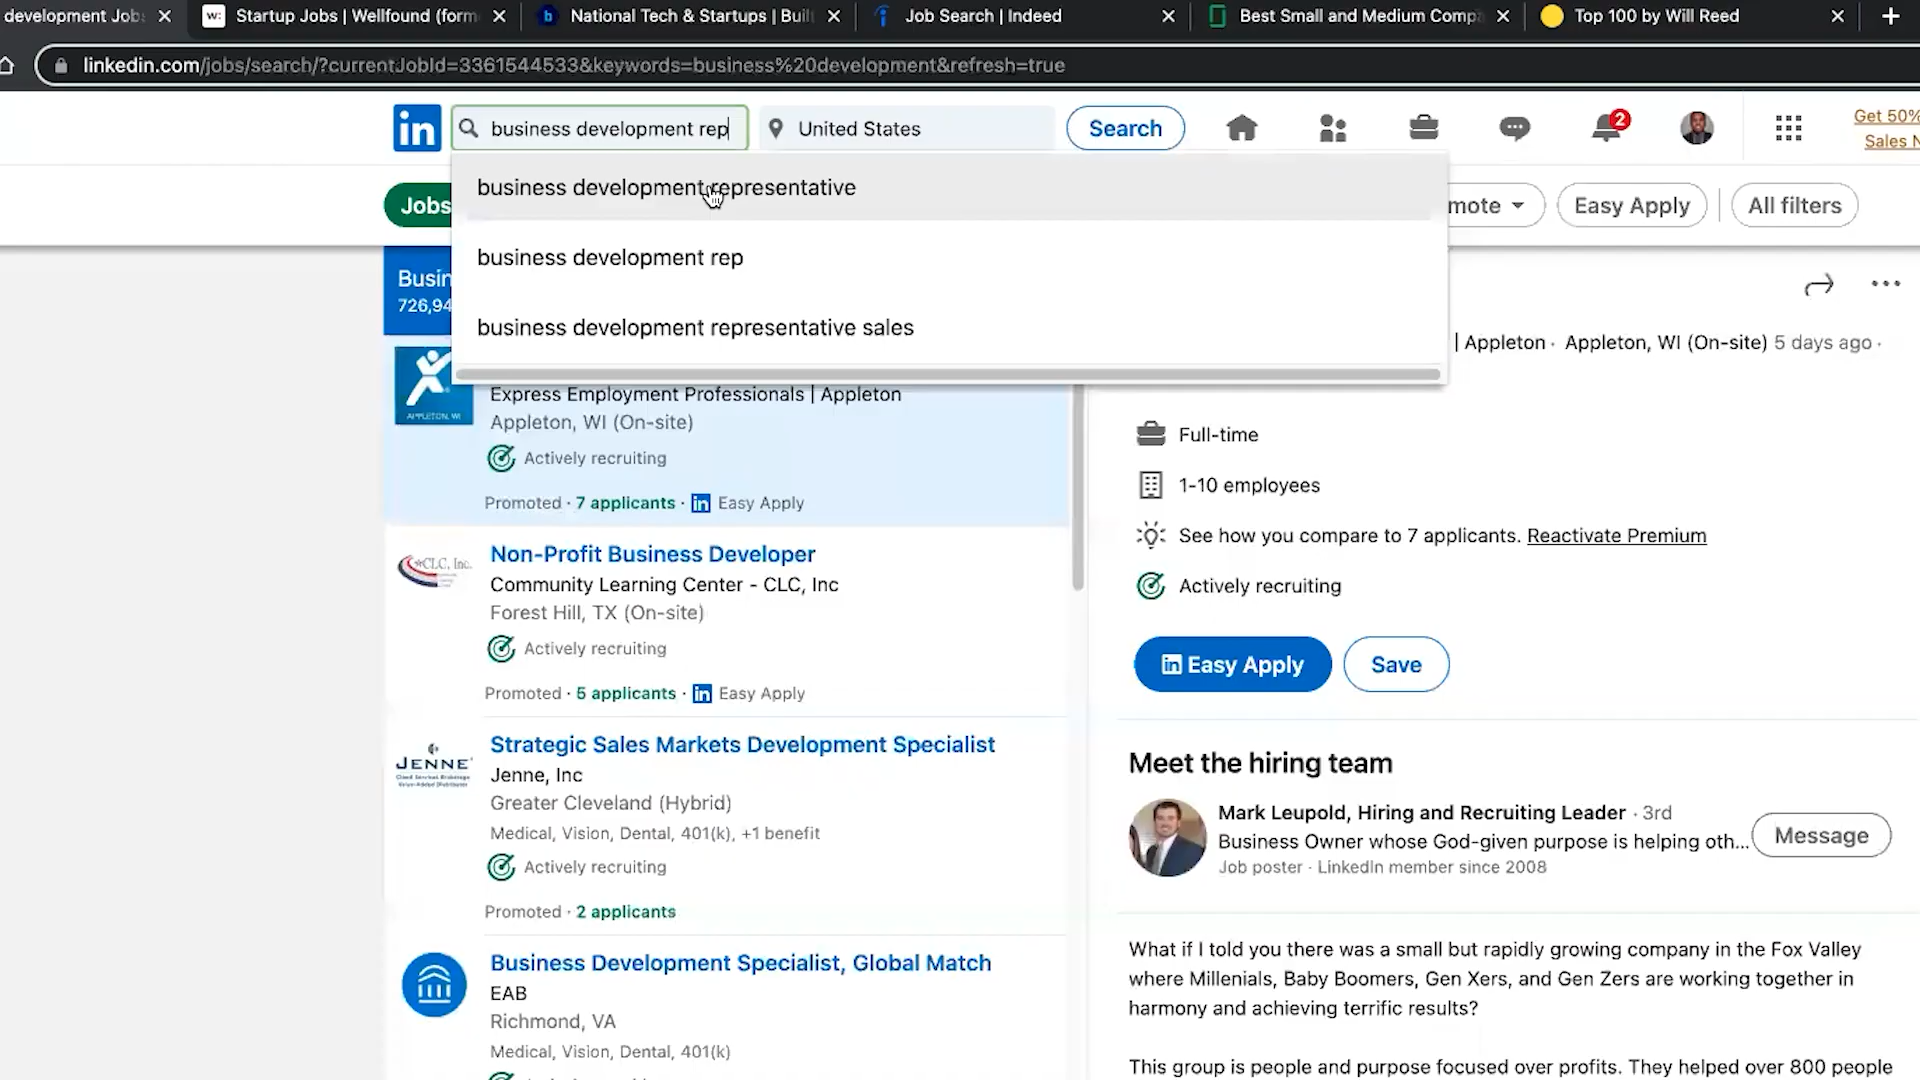 development Job
Startup Jobs | Wellfound (form
National Tech & Startups | Buil
Job Search | Indeed
Best Small and Medium Comp
Top 100 by Will Reed
linkedin.com/jobs/search/?currentJobId=3361544533&keywords=business%20development&refresh=true
in
business development rep
United States
Search
2
Get 50%
Sales N
Jobs
business development representative
mote
Easy Apply
All filters
business development rep
business development representative sales
Busin
726,94
| Appleton · Appleton, WI (On-site) 5 days ago ·
APPLETON, WI
Express Employment Professionals | Appleton
Appleton, WI (On-site)
Actively recruiting
Promoted · 7 applicants · in Easy Apply
CLC, Inc.
Non-Profit Business Developer
Community Learning Center - CLC, Inc
Forest Hill, TX (On-site)
Actively recruiting
Promoted · 5 applicants · in Easy Apply
JENNE
Strategic Sales Markets Development Specialist
Jenne, Inc
Greater Cleveland (Hybrid)
Medical, Vision, Dental, 401(k), +1 benefit
Actively recruiting
Promoted · 2 applicants
Business Development Specialist, Global Match
EAB
Richmond, VA
Medical, Vision, Dental, 401(k)
Full-time
1-10 employees
See how you compare to 7 applicants. Reactivate Premium
Actively recruiting
in Easy Apply
Save
Meet the hiring team
Mark Leupold, Hiring and Recruiting Leader · 3rd
Business Owner whose God-given purpose is helping oth...
Job poster · LinkedIn member since 2008
Message
What if I told you there was a small but rapidly growing company in the Fox Valley
where Millenials, Baby Boomers, Gen Xers, and Gen Zers are working together in
harmony and achieving terrific results?
This group is people and purpose focused over profits. They helped over 800 people